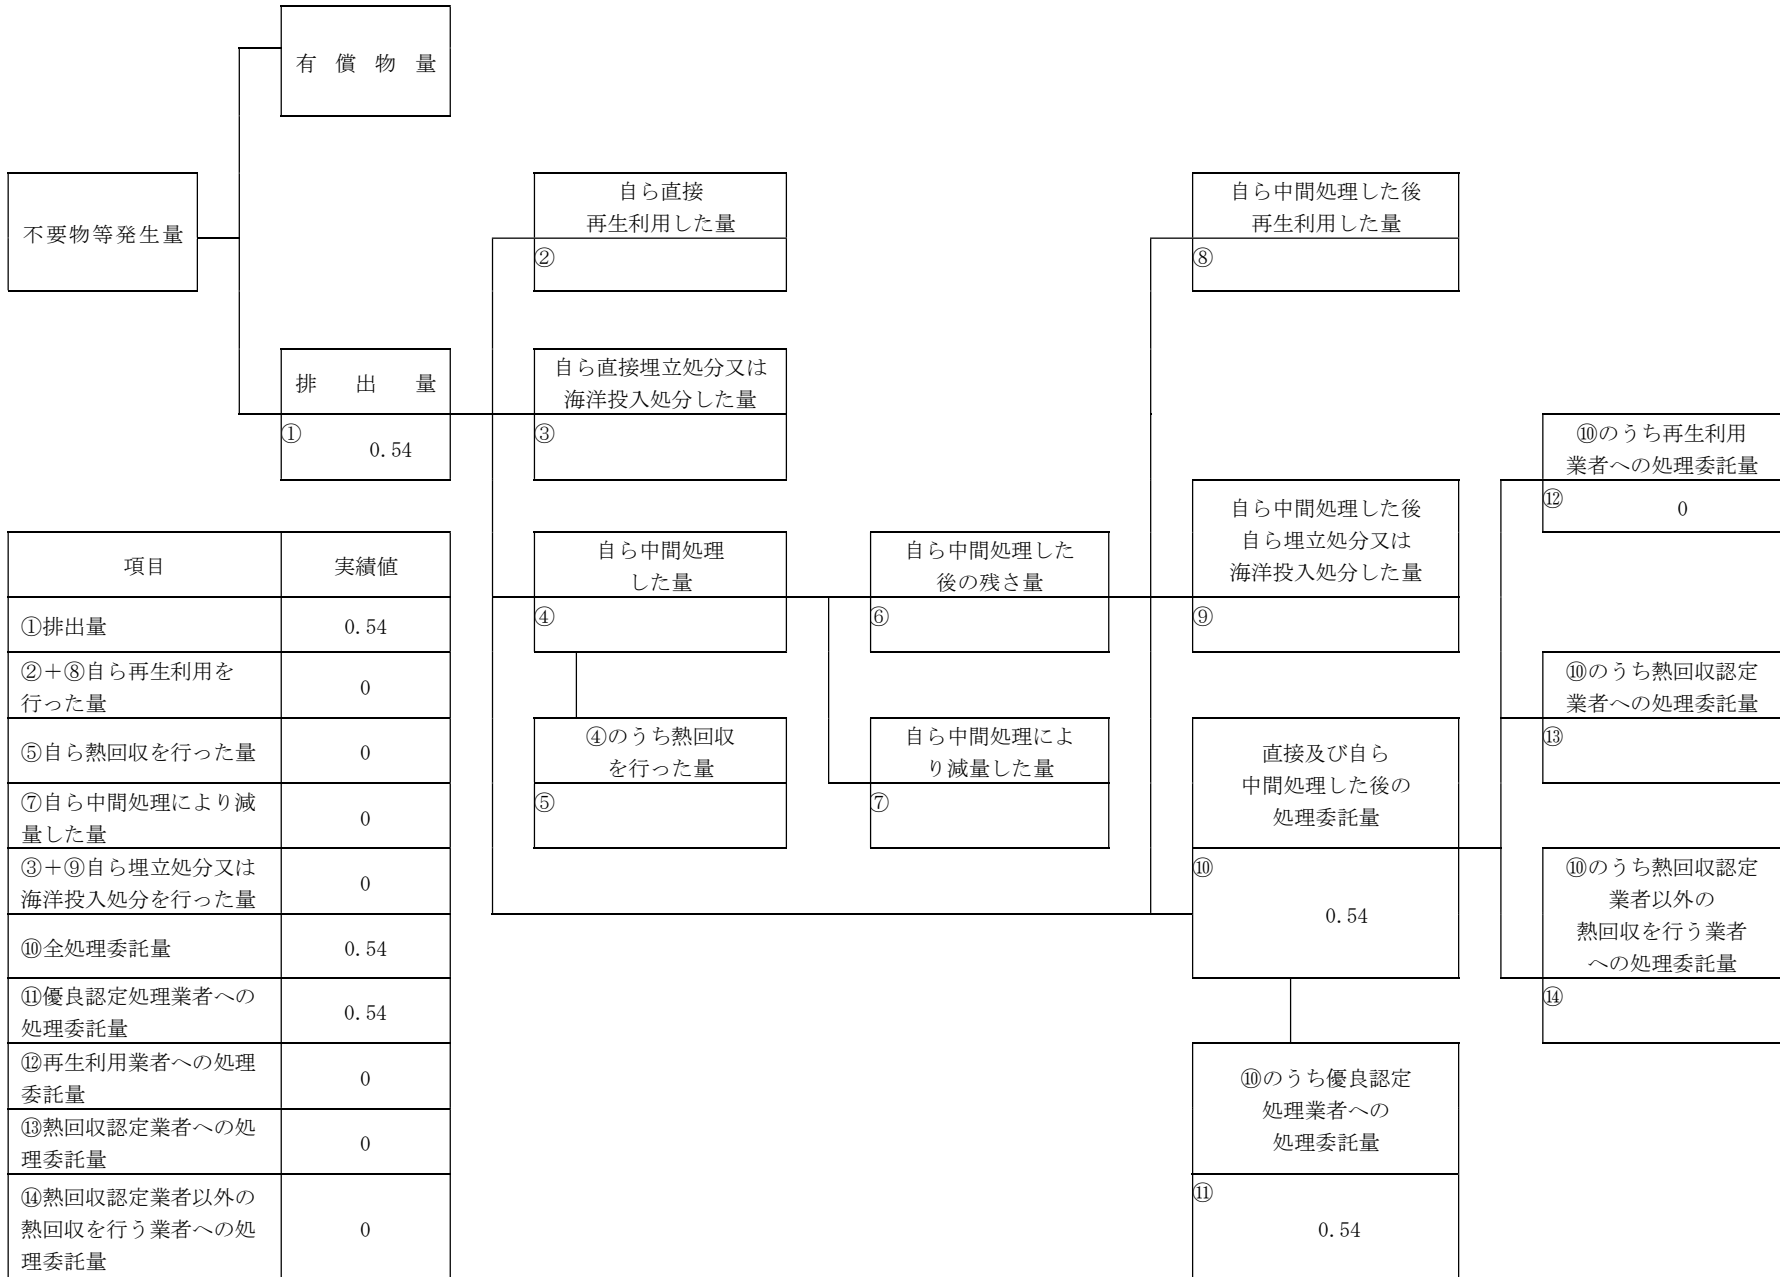 有償物量
不要物等発生量
自ら直接
再生利用した量
②
自ら中間処理した後
再生利用した量
⑧
排出量
①
0.54
自ら直接埋立処分又は
海洋投入処分した量
③
⑩のうち再生利用
業者への処理委託量
⑫
0
自ら中間処理した後
自ら埋立処分又は
海洋投入処分した量
⑨
自ら中間処理
した量
④
自ら中間処理した
後の残さ量
⑥
④のうち熱回収
を行った量
⑤
自ら中間処理によ
り減量した量
⑦
直接及び自ら
中間処理した後の
処理委託量
⑩
0.54
⑩のうち熱回収認定
業者への処理委託量
⑬
⑩のうち熱回収認定
業者以外の
熱回収を行う業者
への処理委託量
⑭
⑩のうち優良認定
処理業者への
処理委託量
⑪
0.54
項目 実績値
①排出量 0.54
②＋⑧自ら再生利用を
行った量
0
⑤自ら熱回収を行った量 0
⑦自ら中間処理により減
量した量
0
③＋⑨自ら埋立処分又は
海洋投入処分を行った量
0
⑩全処理委託量 0.54
⑪優良認定処理業者への
処理委託量
0.54
⑫再生利用業者への処理
委託量
0
⑬熱回収認定業者への処
理委託量
0
⑭熱回収認定業者以外の
熱回収を行う業者への処
理委託量
0